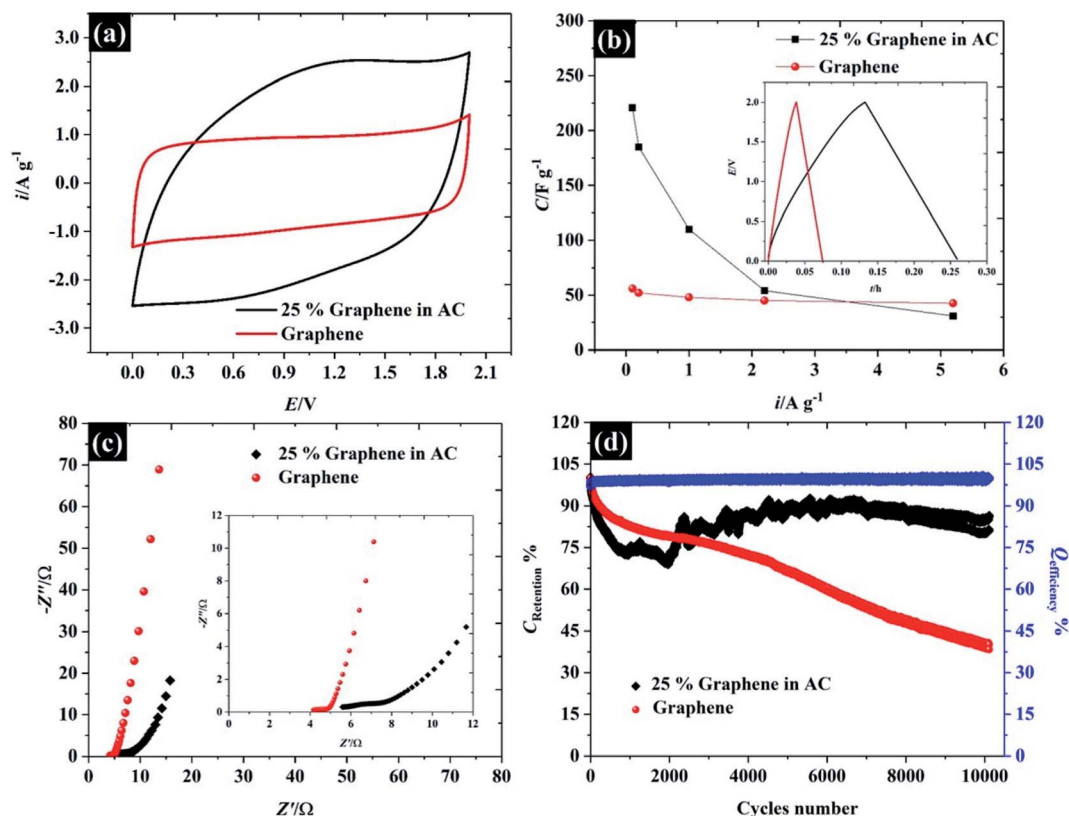 (a)
i/A g⁻¹
3.0
2.0
1.0
0.0
-1.0
-2.0
-3.0
25 % Graphene in AC
Graphene
0.0 0.3 0.6 0.9 1.2 1.5 1.8 2.1
E/V
(b)
C/F g⁻¹
300
250
200
150
100
50
0
25 % Graphene in AC
Graphene
E/V
2.0
1.5
1.0
0.5
0.0
0.00 0.05 0.10 0.15 0.20 0.25 0.30
t/h
0 1 2 3 4 5 6
i/A g⁻¹
(c)
-Z''/Ω
80
70
60
50
40
30
20
10
0
25 % Graphene in AC
Graphene
-Z''/Ω
12
10
8
6
4
2
0
0 2 4 6 8 10 12
Z'/Ω
0 10 20 30 40 50 60 70 80
Z'/Ω
(d)
C Retention %
120
105
90
75
60
45
30
15
0
25 % Graphene in AC
Graphene
120
105
90
75
60
45
30
15
0
Q efficiency %
0 2000 4000 6000 8000 10000
Cycles number